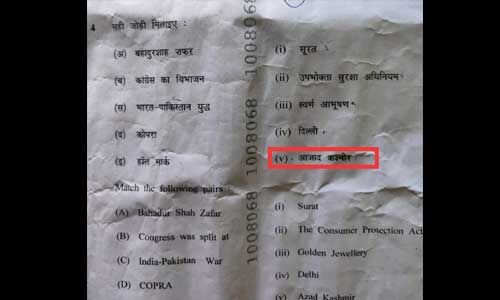 4 सही जोड़ी मिलाइए :
(अ) बहादुरशाह जफर (i) सूरत
(ब) कांग्रेस का विभाजन (ii) उपभोक्ता सुरक्षा अधिनियम
(स) भारत-पाकिस्तान युद्ध (iii) स्वर्ण आभूषण
(द) कोपरा (iv) दिल्ली
(इ) हॉल मार्क (v) आजाद कश्मीर
Match the following pairs :
(A) Bahadur Shah Zafar (i) Surat
(B) Congress was split at (ii) The Consumer Protection Act
(C) India-Pakistan War (iii) Golden Jewellery
(D) COPRA (iv) Delhi
(v) Azad Kashmir
1008068
1008068
1008068